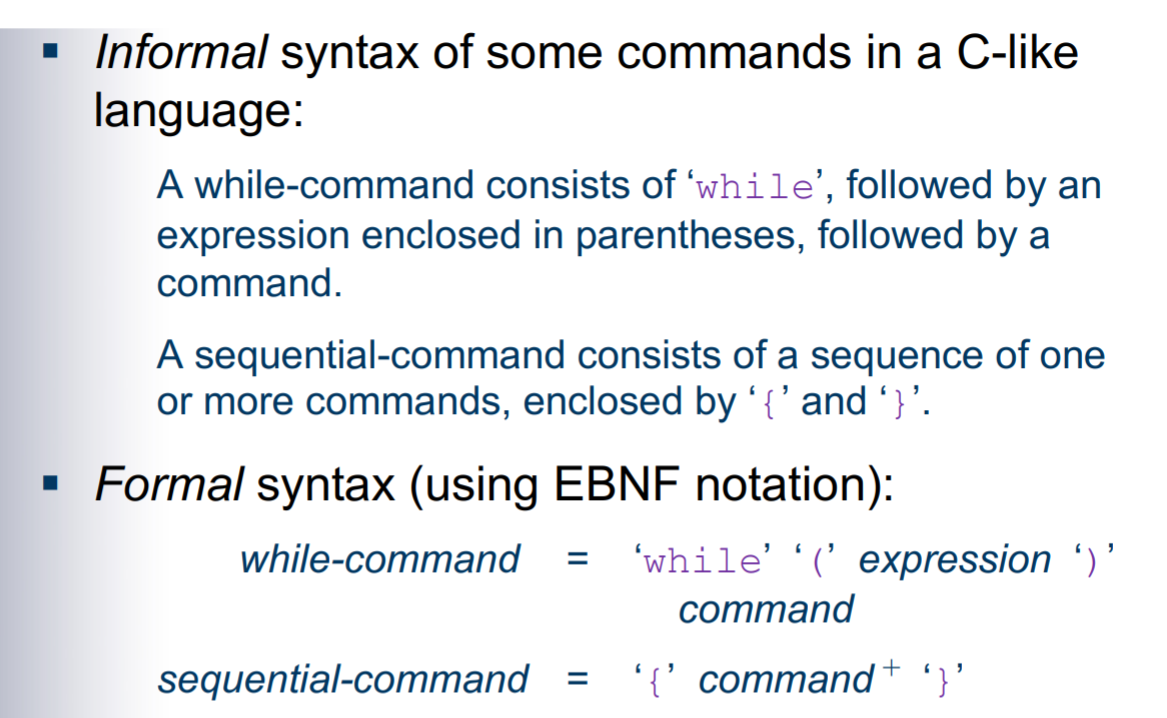 ▪ Informal syntax of some commands in a C-like
language:
A while-command consists of ‘while’, followed by an
expression enclosed in parentheses, followed by a
command.
A sequential-command consists of a sequence of one
or more commands, enclosed by ‘{’ and ‘}’.
▪ Formal syntax (using EBNF notation):
while-command = ‘while’ ‘(’ expression ‘)’
command
sequential-command = ‘{’ command⁺ ‘}’